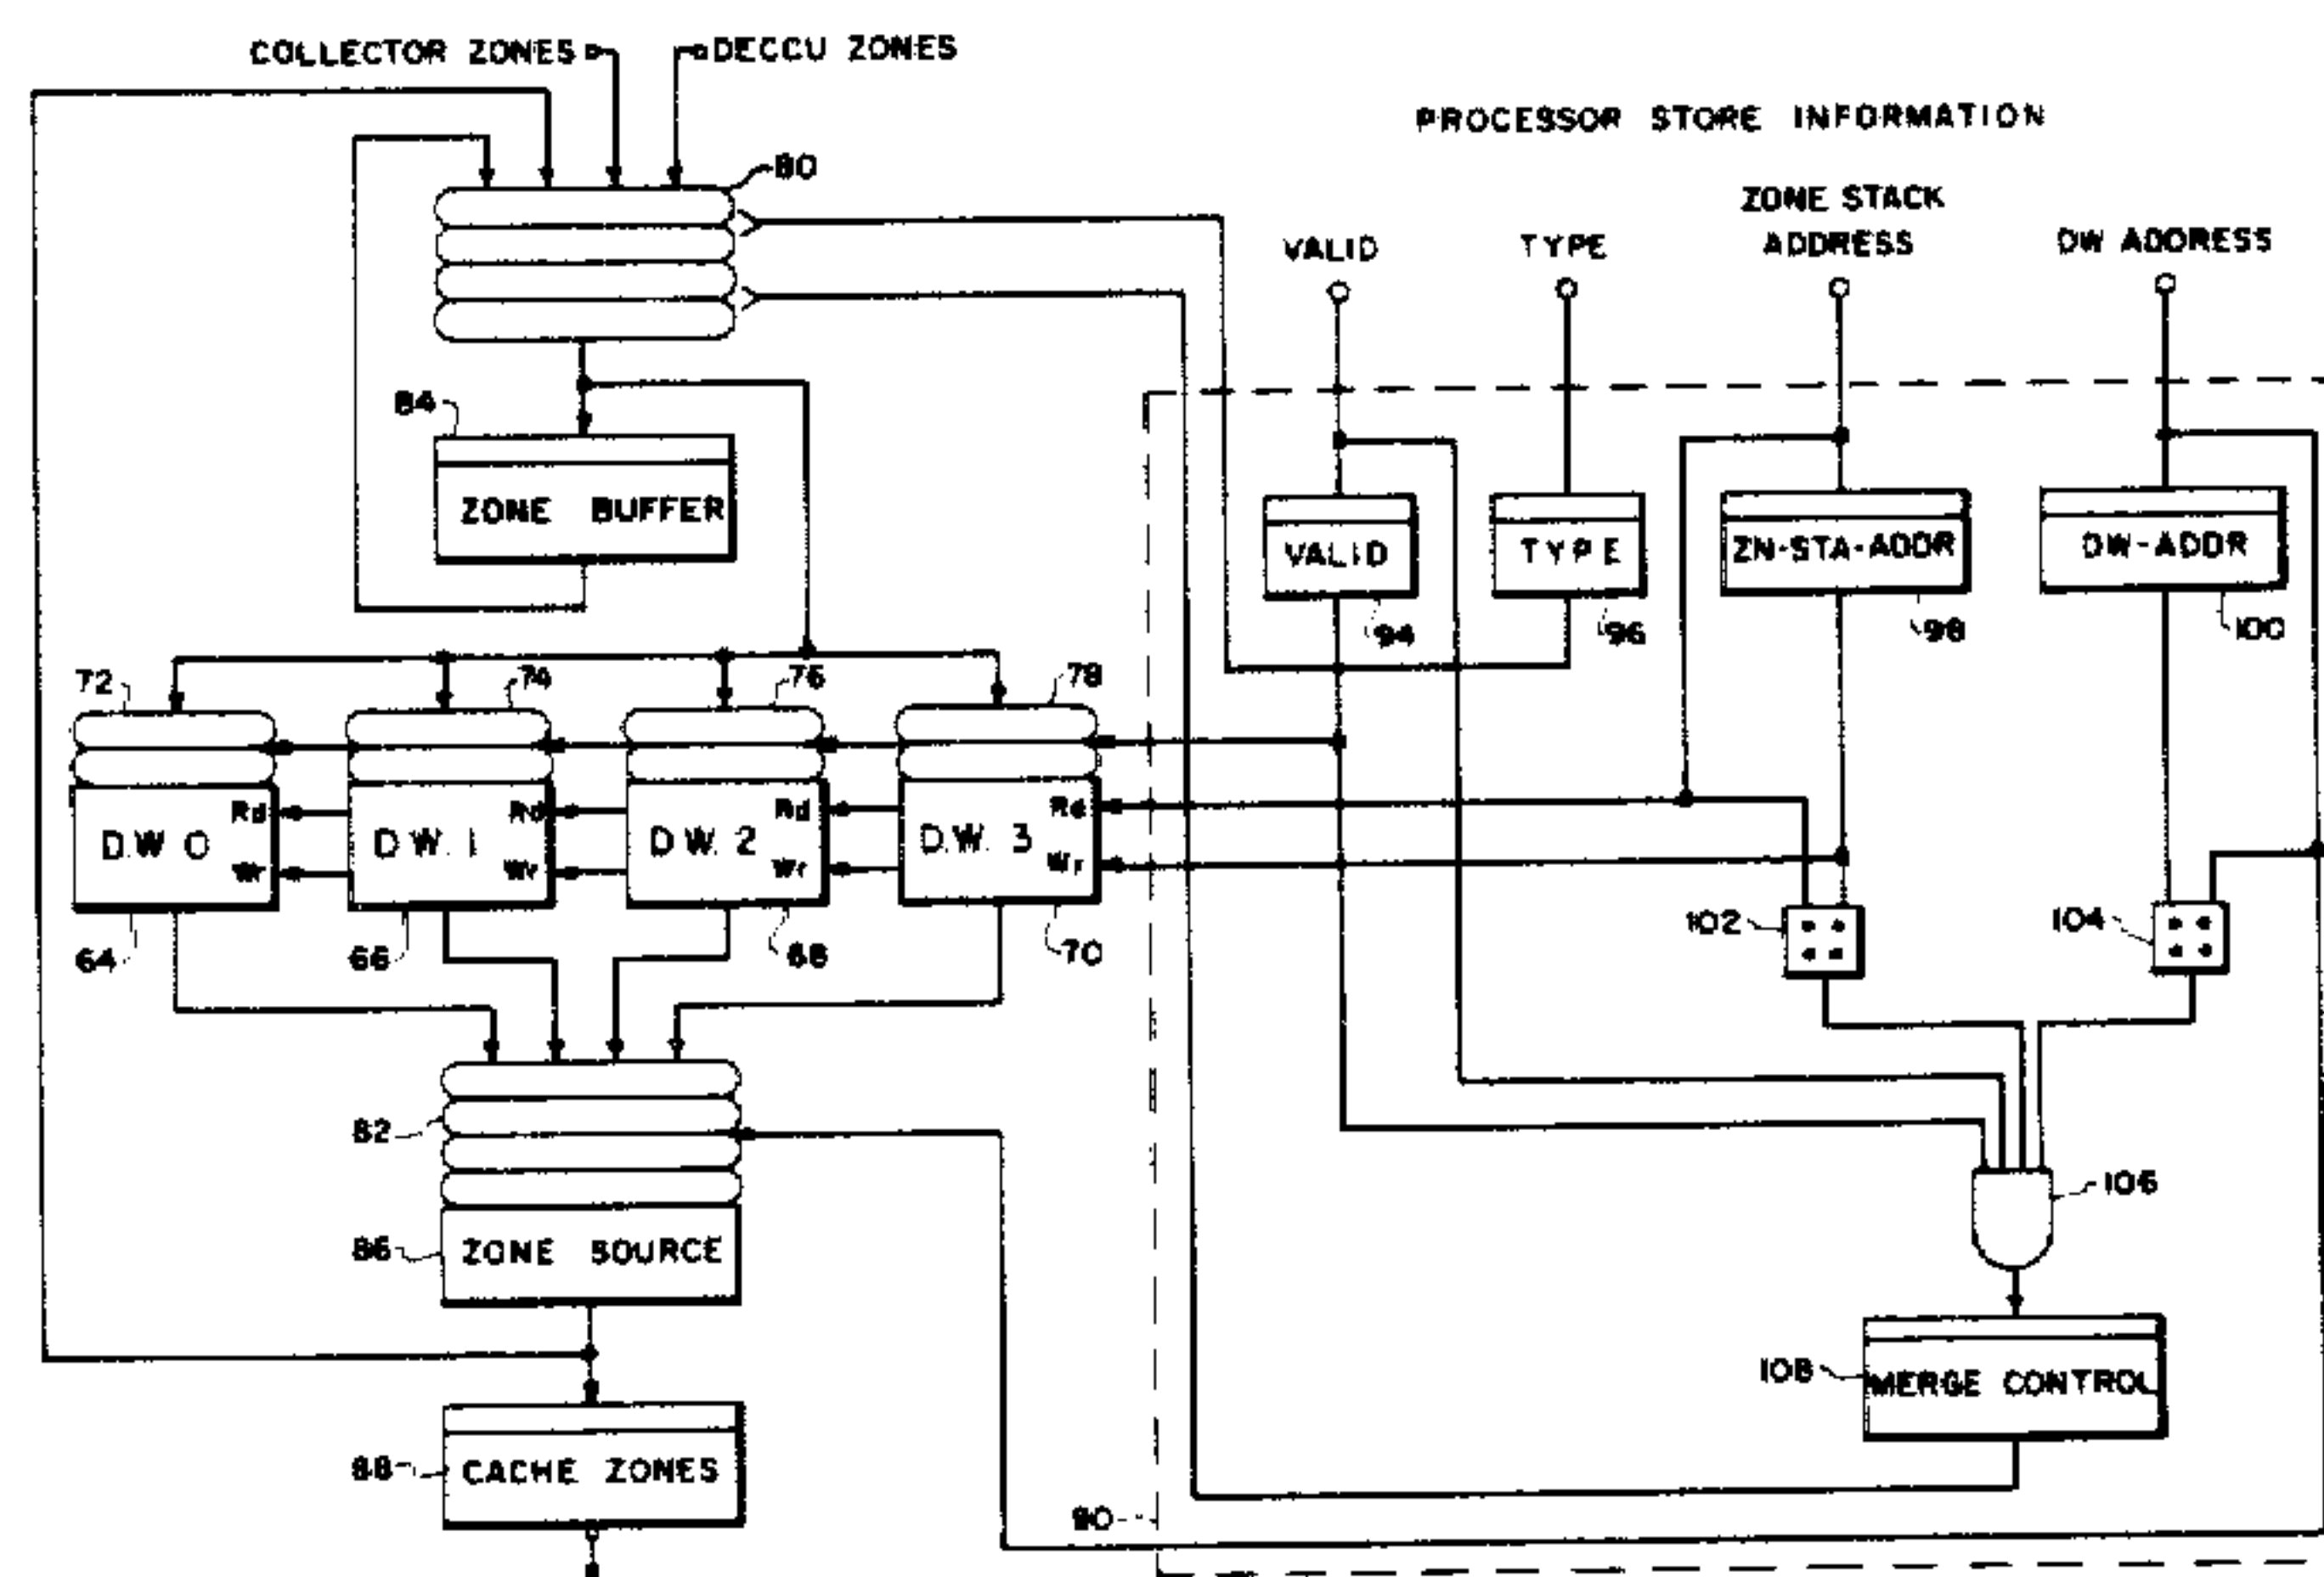 COLLECTOR ZONES
DECCU ZONES
PROCESSOR STORE INFORMATION
80
ZONE STACK
ADDRESS
VALID
TYPE
DW ADDRESS
84
ZONE BUFFER
VALID
TYPE
ZN-STA-ADDR
DW-ADDR
94
96
98
100
72
74
76
78
Rd
Rd
Rd
Rd
D.W. 0
D.W. 1
D.W. 2
D.W. 3
Wr
Wr
Wr
Wr
64
66
68
70
102
104
82
106
86
ZONE SOURCE
108
MERGE CONTROL
88
CACHE ZONES
90